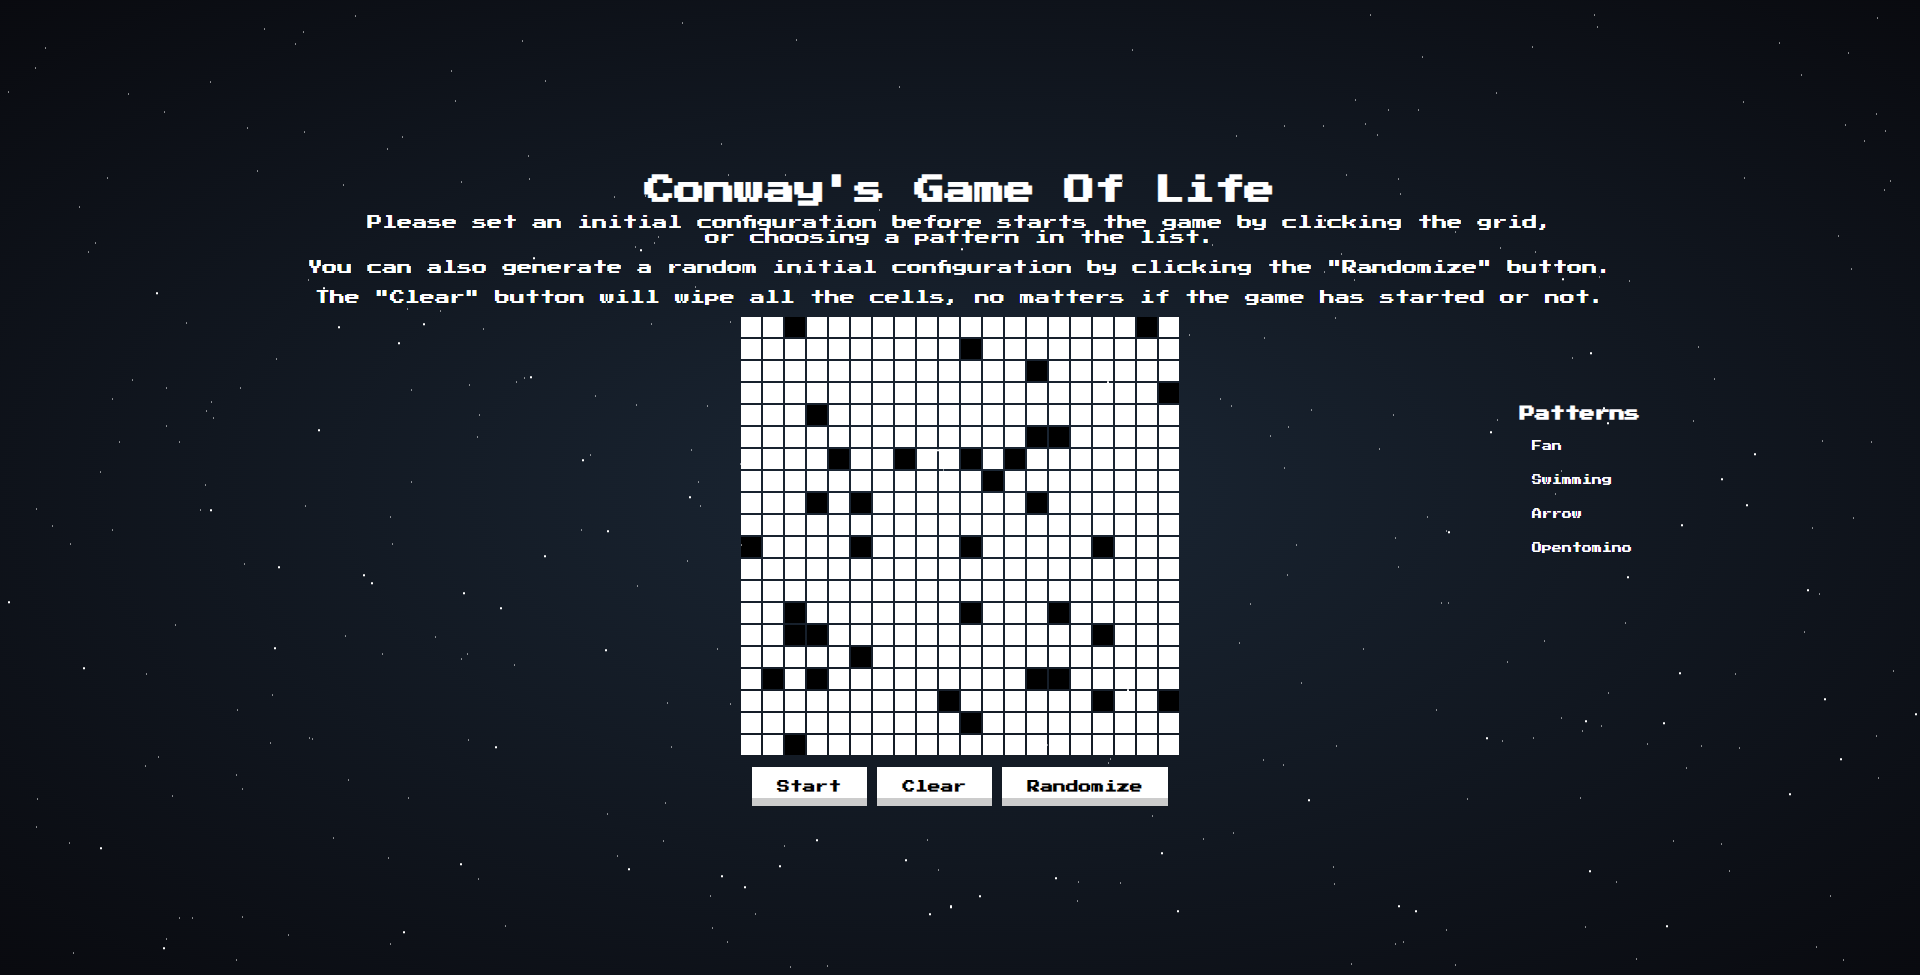 Conway's Game Of Life
Please set an initial configuration before starts the game by clicking the grid,
or choosing a pattern in the list.
You can also generate a random initial configuration by clicking the "Randomize" button.
The "Clear" button will wipe all the cells, no matters if the game has started or not.
Patterns
Fan
Swimming
Arrow
Opentomino
Start
Clear
Randomize